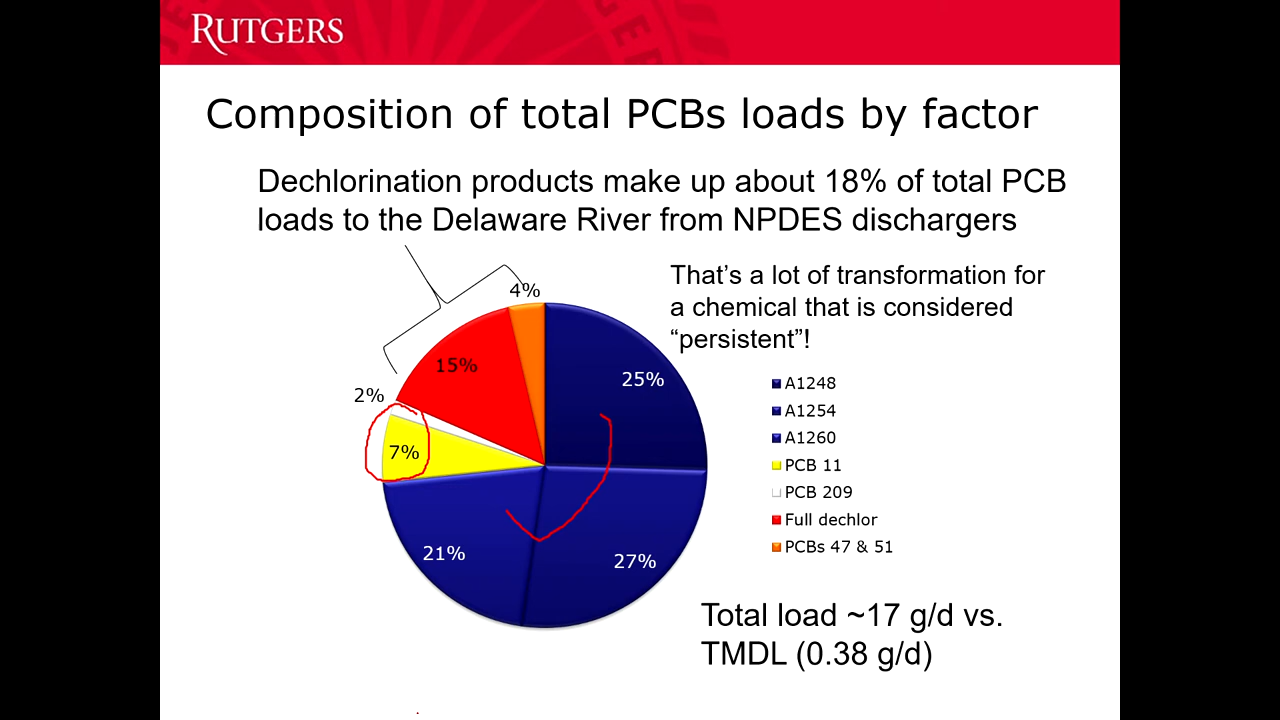 RUTGERS
Composition of total PCBs loads by factor
Dechlorination products make up about 18% of total PCB
loads to the Delaware River from NPDES dischargers
That's a lot of transformation for
a chemical that is considered
“persistent”!
4%
15%
25%
2%
7%
21%
27%
A1248
A1254
A1260
PCB 11
PCB 209
Full dechlor
PCBs 47 & 51
Total load ~17 g/d vs.
TMDL (0.38 g/d)